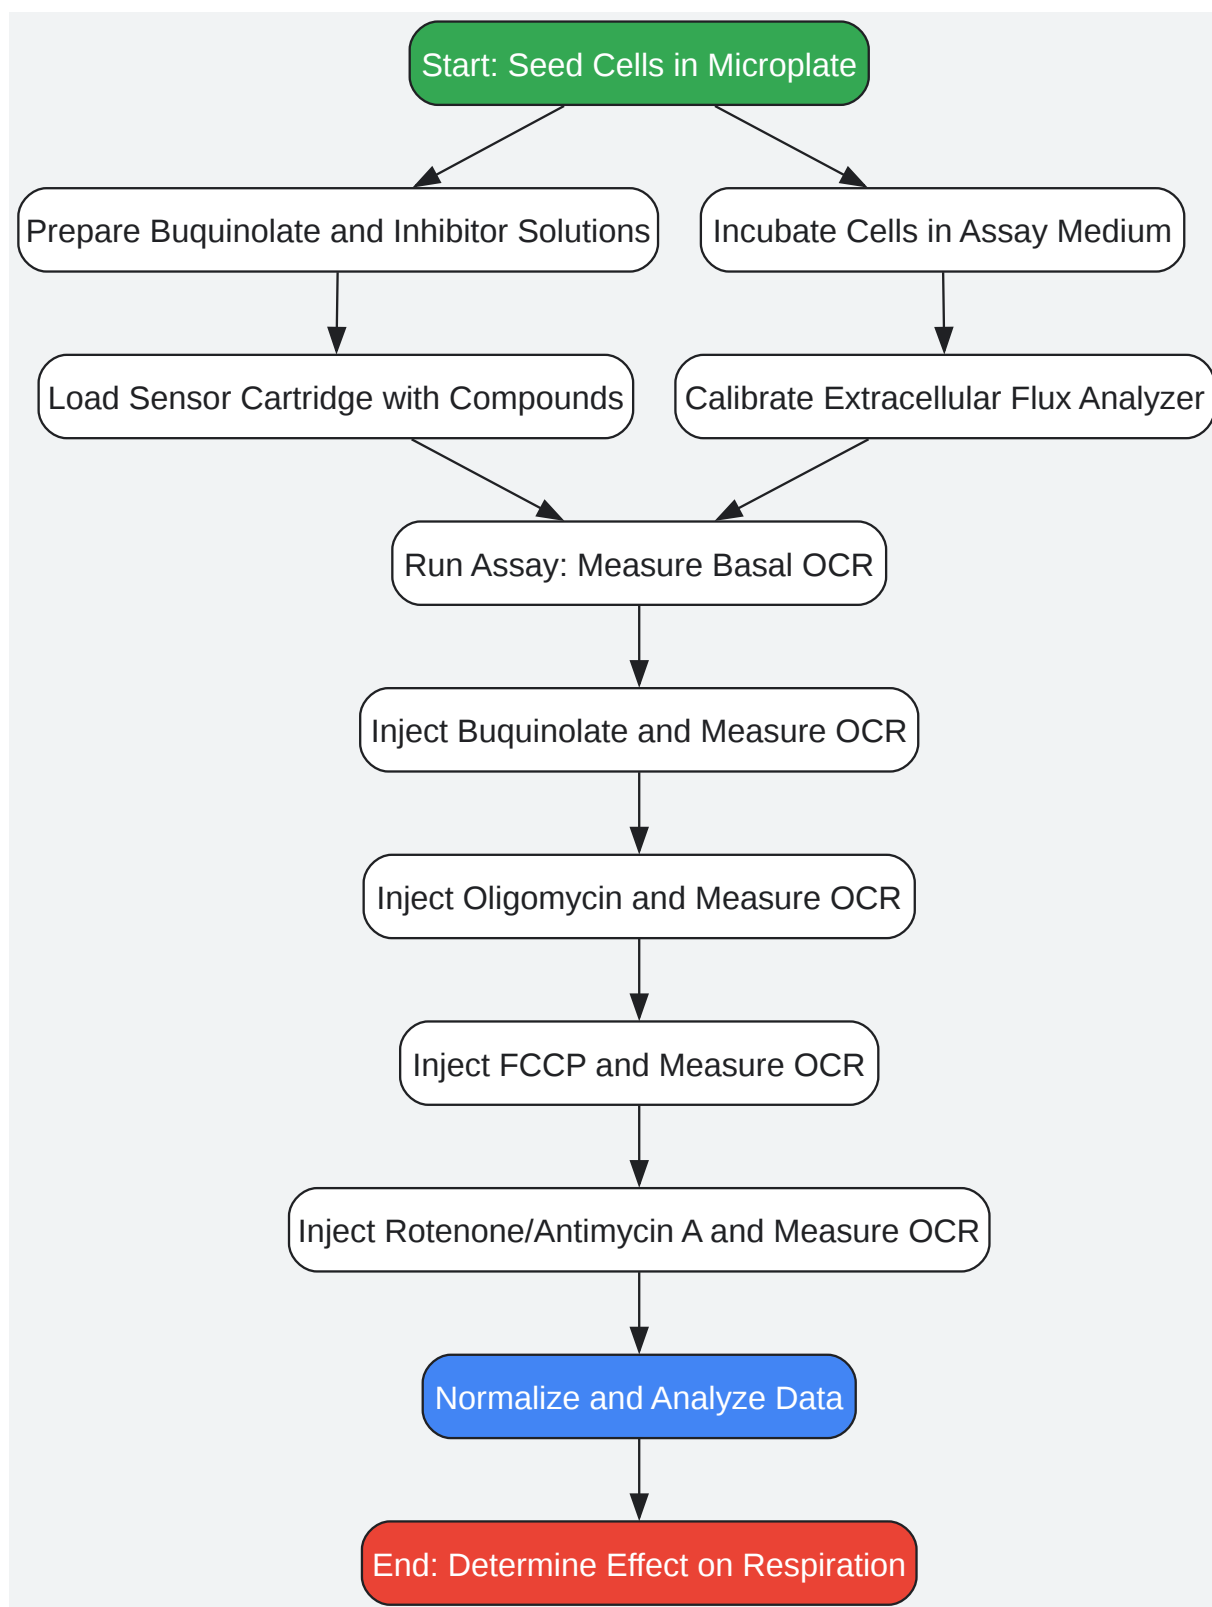 Start: Seed Cells in Microplate
Prepare Buquinolate and Inhibitor Solutions
Incubate Cells in Assay Medium
Load Sensor Cartridge with Compounds
Calibrate Extracellular Flux Analyzer
Run Assay: Measure Basal OCR
Inject Buquinolate and Measure OCR
Inject Oligomycin and Measure OCR
Inject FCCP and Measure OCR
Inject Rotenone/Antimycin A and Measure OCR
Normalize and Analyze Data
End: Determine Effect on Respiration